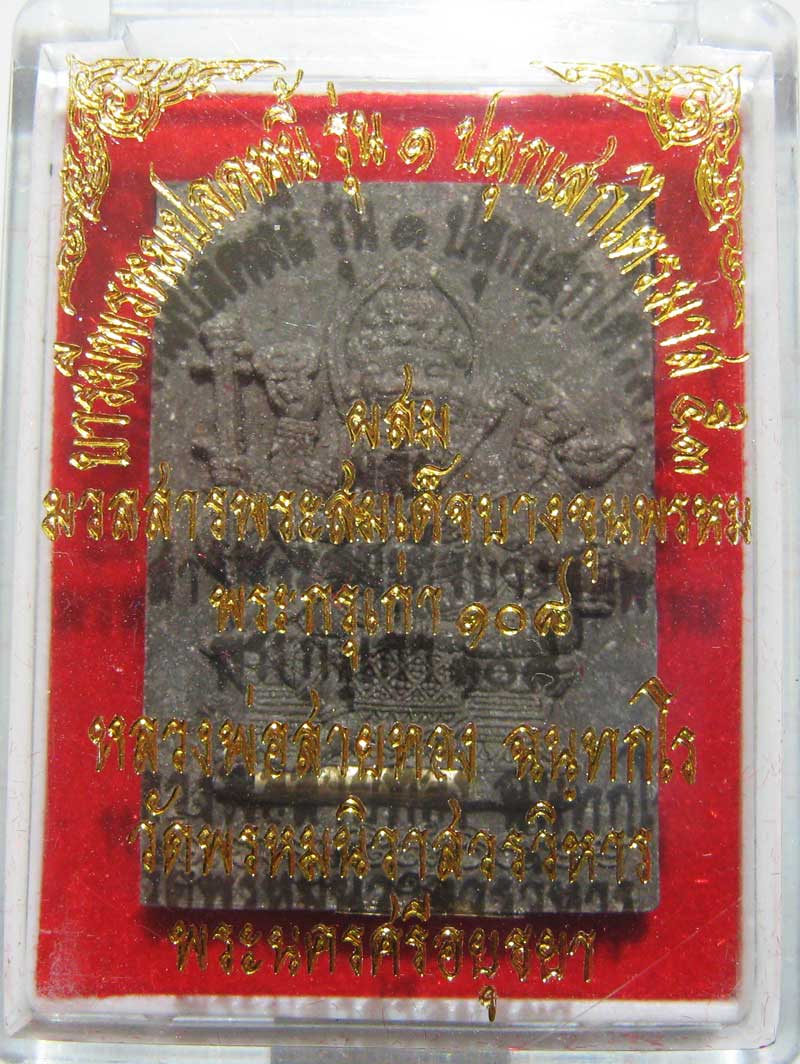 บารมีพรหมปลดหนี้ รุ่น ๑ ปลุกเสกไตรมาส ๕๓
ผสม
มวลสารพระสมเด็จบางขุนพรหม
พระกรุเก่า ๑๐๘
หลวงพ่อสายทอง ฉนฺทกโร
วัดพรหมนิวาสวรวิหาร
พระนครศรีอยุธยา